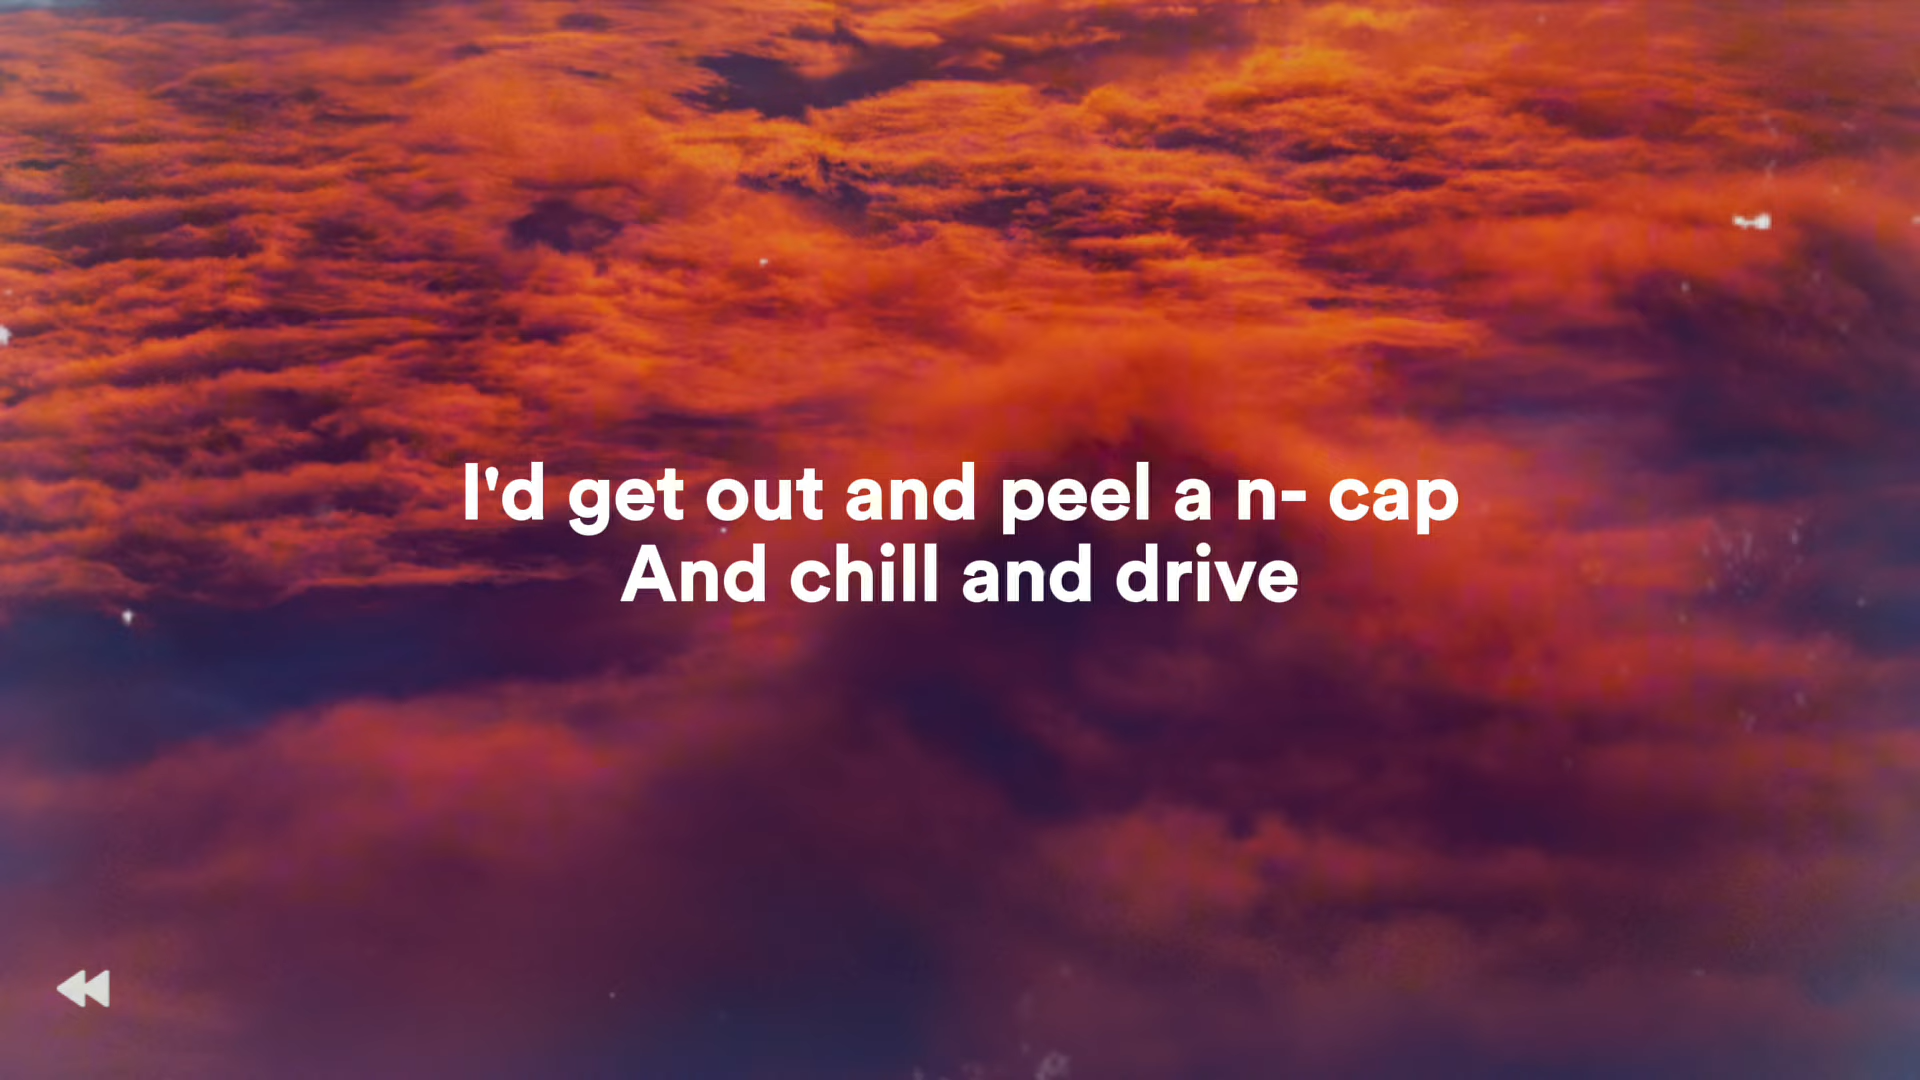 I'd get out and peel a n- cap
And chill and drive